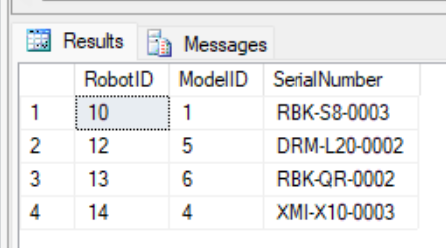 Results Messages
RobotID ModelID SerialNumber
1 10 1 RBK-S8-0003
2 12 5 DRM-L20-0002
3 13 6 RBK-QR-0002
4 14 4 XMI-X10-0003